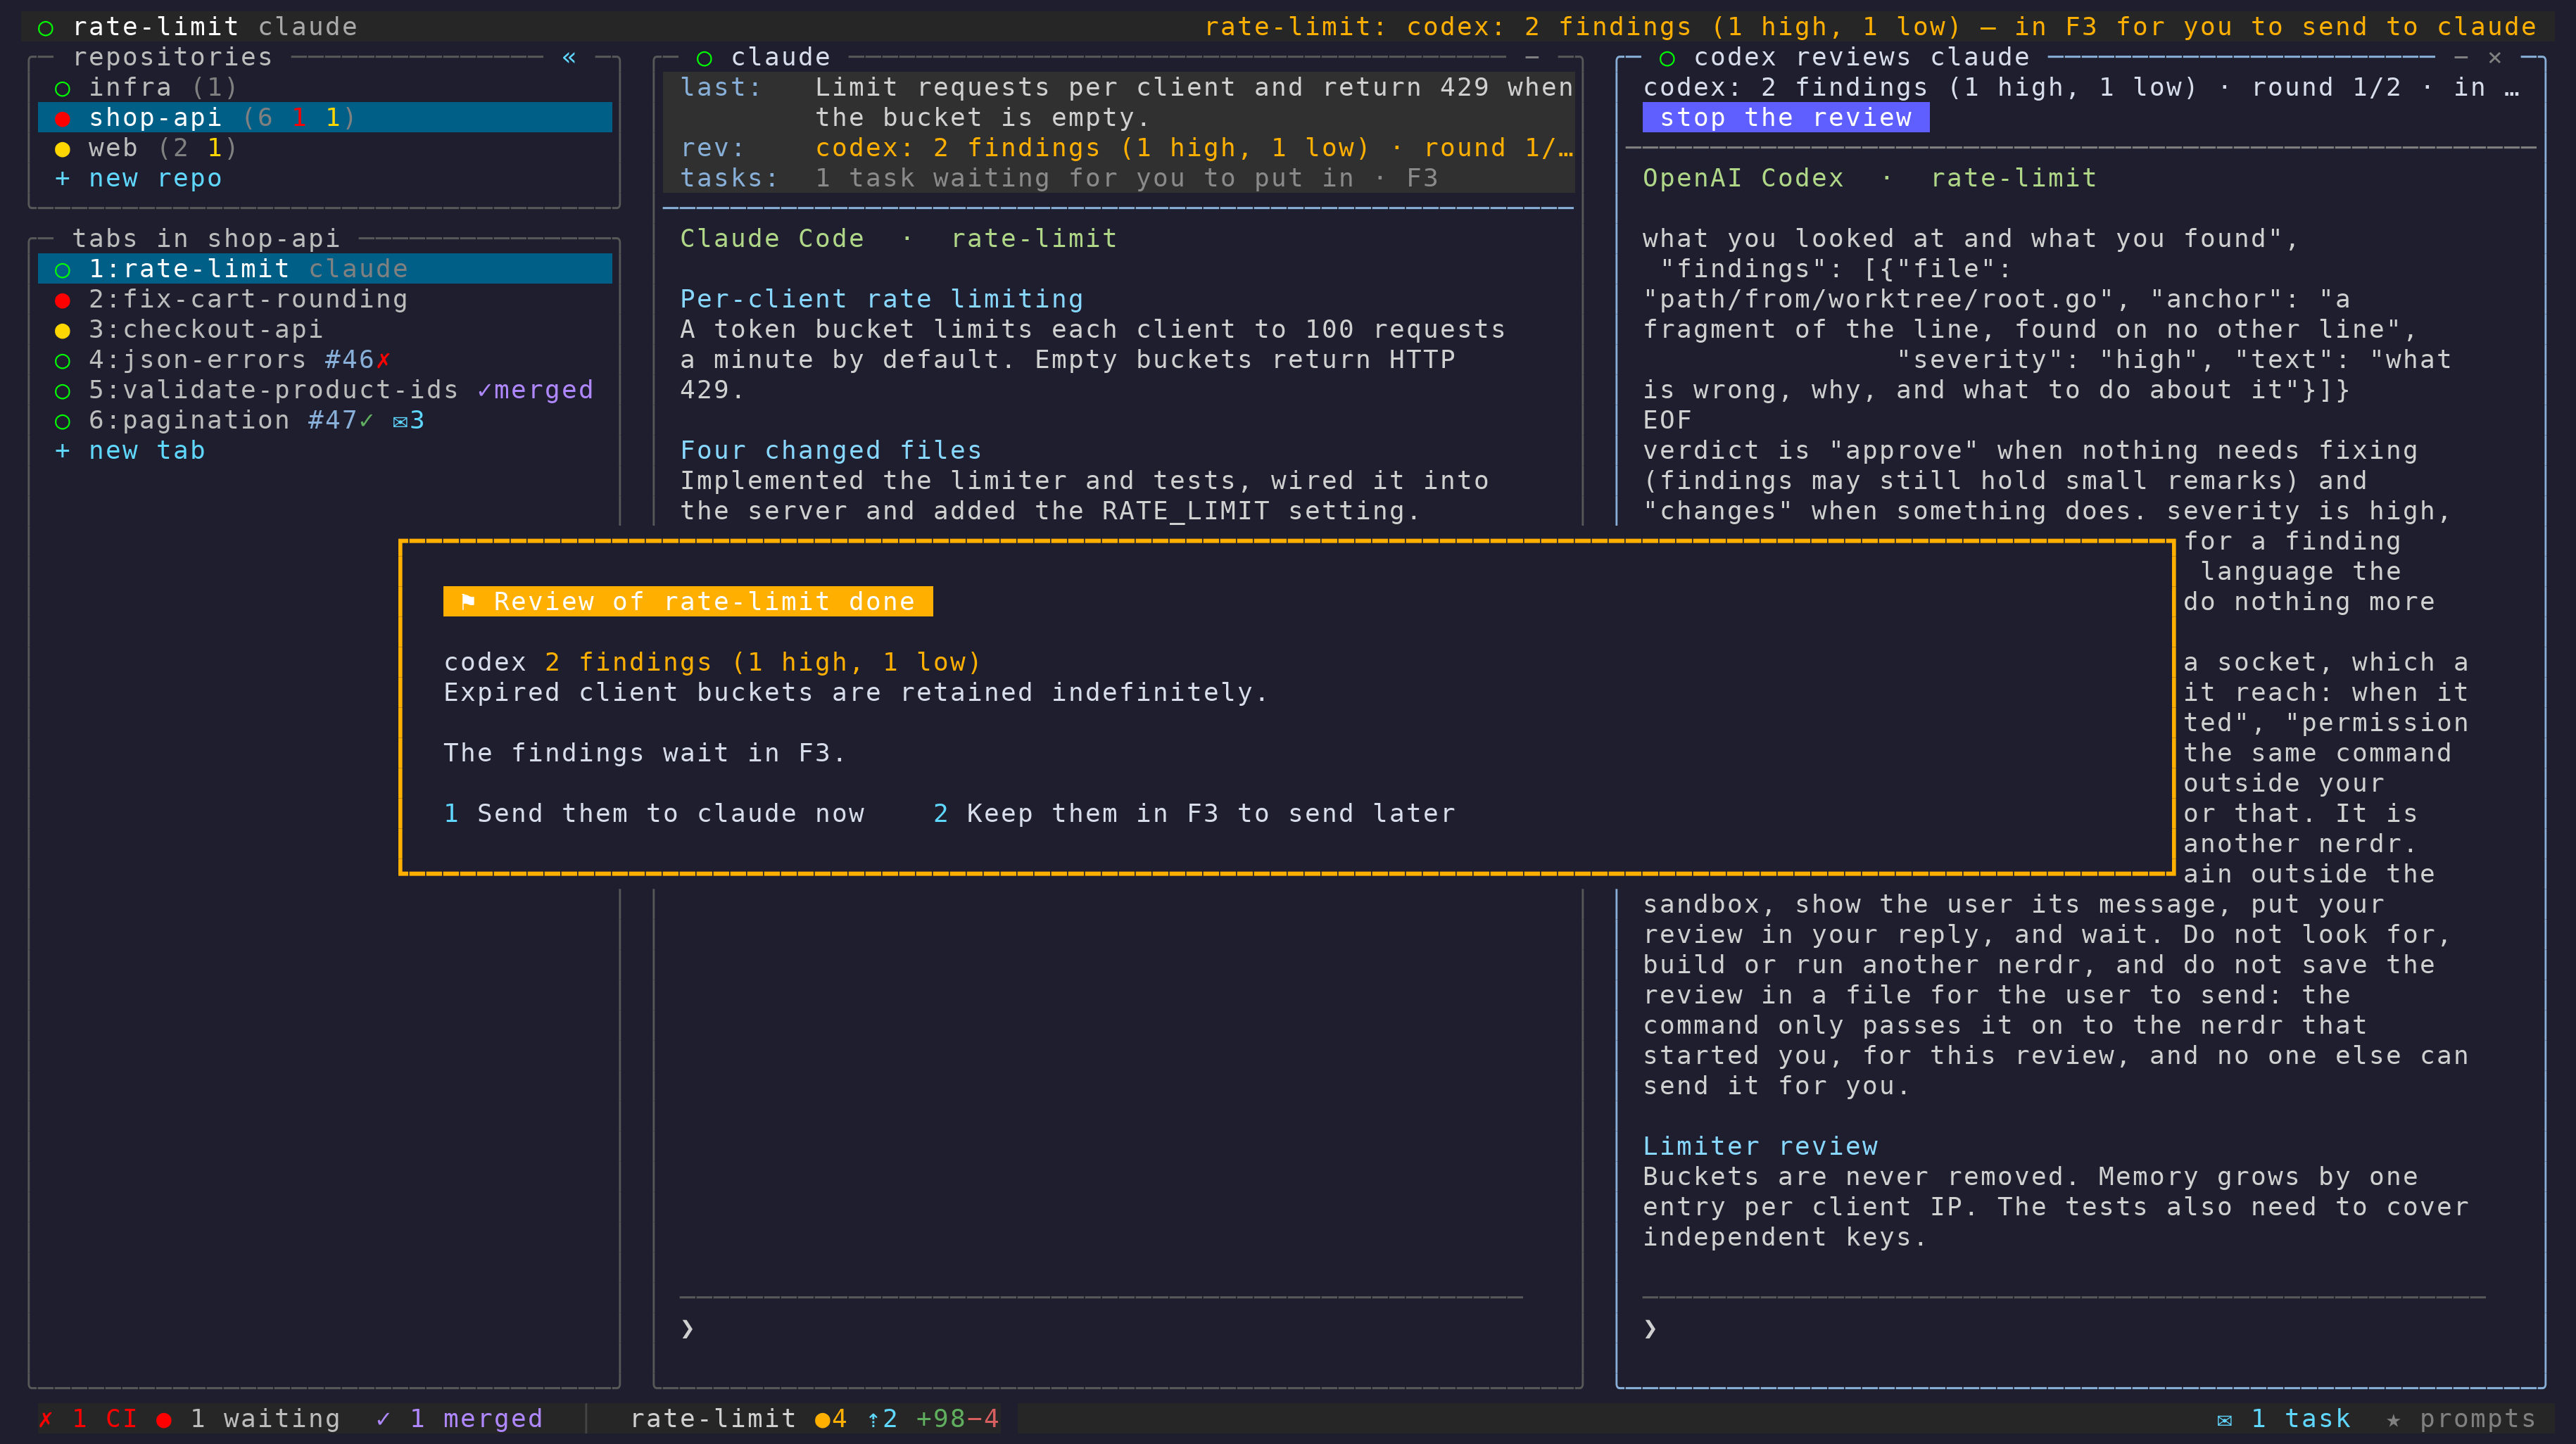 ○ rate-limit claude
rate-limit: codex: 2 findings (1 high, 1 low) — in F3 for you to send to claude
repositories «
○ infra (1)
● shop-api (6 1 1)
● web (2 1)
+ new repo
tabs in shop-api
○ 1:rate-limit claude
● 2:fix-cart-rounding
● 3:checkout-api
○ 4:json-errors #46✗
○ 5:validate-product-ids ✓merged
○ 6:pagination #47✓ ✉3
+ new tab
○ claude −
last: Limit requests per client and return 429 when
the bucket is empty.
rev: codex: 2 findings (1 high, 1 low) · round 1/…
tasks: 1 task waiting for you to put in · F3
Claude Code · rate-limit
Per-client rate limiting
A token bucket limits each client to 100 requests
a minute by default. Empty buckets return HTTP
429.
Four changed files
Implemented the limiter and tests, wired it into
the server and added the RATE_LIMIT setting.
❯
○ codex reviews claude − ×
codex: 2 findings (1 high, 1 low) · round 1/2 · in …
stop the review
OpenAI Codex · rate-limit
what you looked at and what you found",
"findings": [{"file":
"path/from/worktree/root.go", "anchor": "a
fragment of the line, found on no other line",
"severity": "high", "text": "what
is wrong, why, and what to do about it"}]}
EOF
verdict is "approve" when nothing needs fixing
(findings may still hold small remarks) and
"changes" when something does. severity is high,
for a finding
language the
do nothing more
a socket, which a
it reach: when it
ted", "permission
the same command
outside your
or that. It is
another nerdr.
ain outside the
sandbox, show the user its message, put your
review in your reply, and wait. Do not look for,
build or run another nerdr, and do not save the
review in a file for the user to send: the
command only passes it on to the nerdr that
started you, for this review, and no one else can
send it for you.
Limiter review
Buckets are never removed. Memory grows by one
entry per client IP. The tests also need to cover
independent keys.
❯
⚑ Review of rate-limit done
codex 2 findings (1 high, 1 low)
Expired client buckets are retained indefinitely.
The findings wait in F3.
1 Send them to claude now 2 Keep them in F3 to send later
✗ 1 CI ● 1 waiting ✓ 1 merged │ rate-limit ●4 ⇡2 +98−4
✉ 1 task ★ prompts